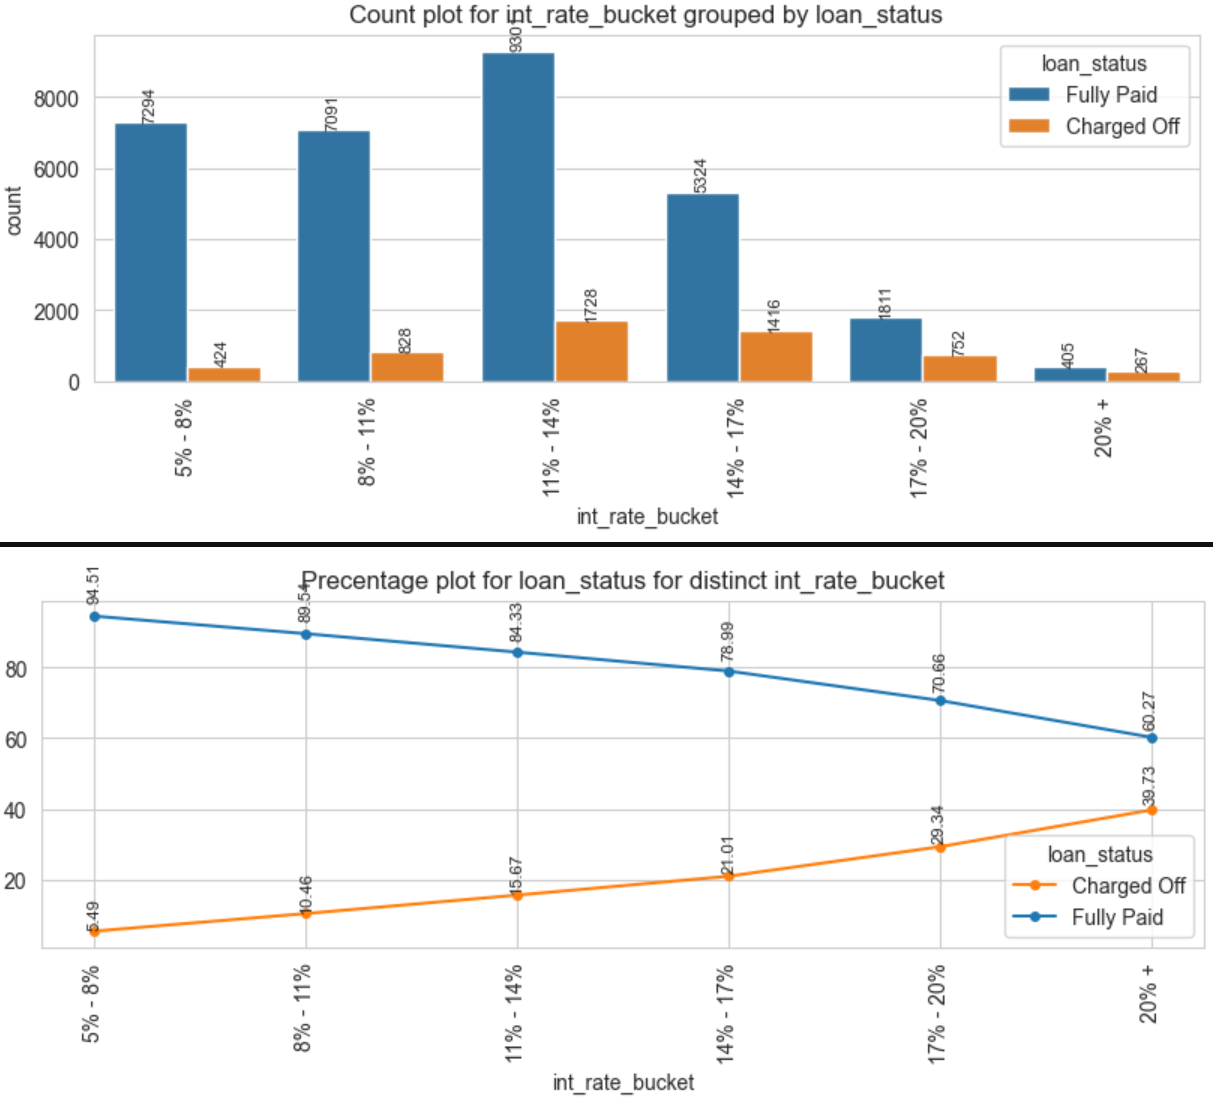 Count plot for int_rate_bucket grouped by loan_status
count
8000
6000
4000
2000
0
7294
424
7091
828
1728
5324
1416
1811
752
405
267
loan_status
Fully Paid
Charged Off
5% - 8%
8% - 11%
11% - 14%
14% - 17%
17% - 20%
20% +
int_rate_bucket
Precentage plot for loan_status for distinct int_rate_bucket
80
60
40
20
94.51
89.54
84.33
78.99
70.66
60.27
5.49
10.46
15.67
21.01
29.34
39.73
loan_status
Charged Off
Fully Paid
5% - 8%
8% - 11%
11% - 14%
14% - 17%
17% - 20%
20% +
int_rate_bucket